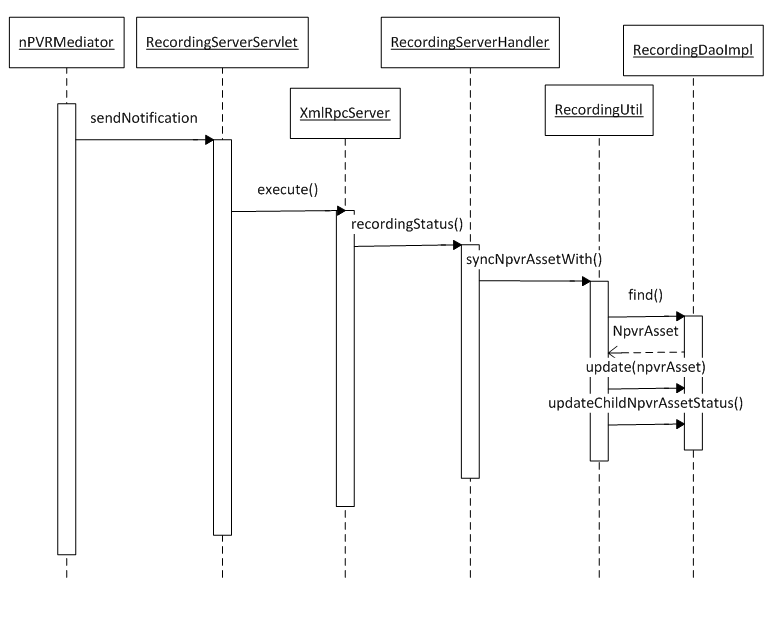 nPVRMediator
RecordingServerServlet
RecordingServerHandler
RecordingDaoImpl
XmlRpcServer
RecordingUtil
sendNotification
execute()
recordingStatus()
syncNpvrAssetWith()
find()
NpvrAsset
update(npvrAsset)
updateChildNpvrAssetStatus()